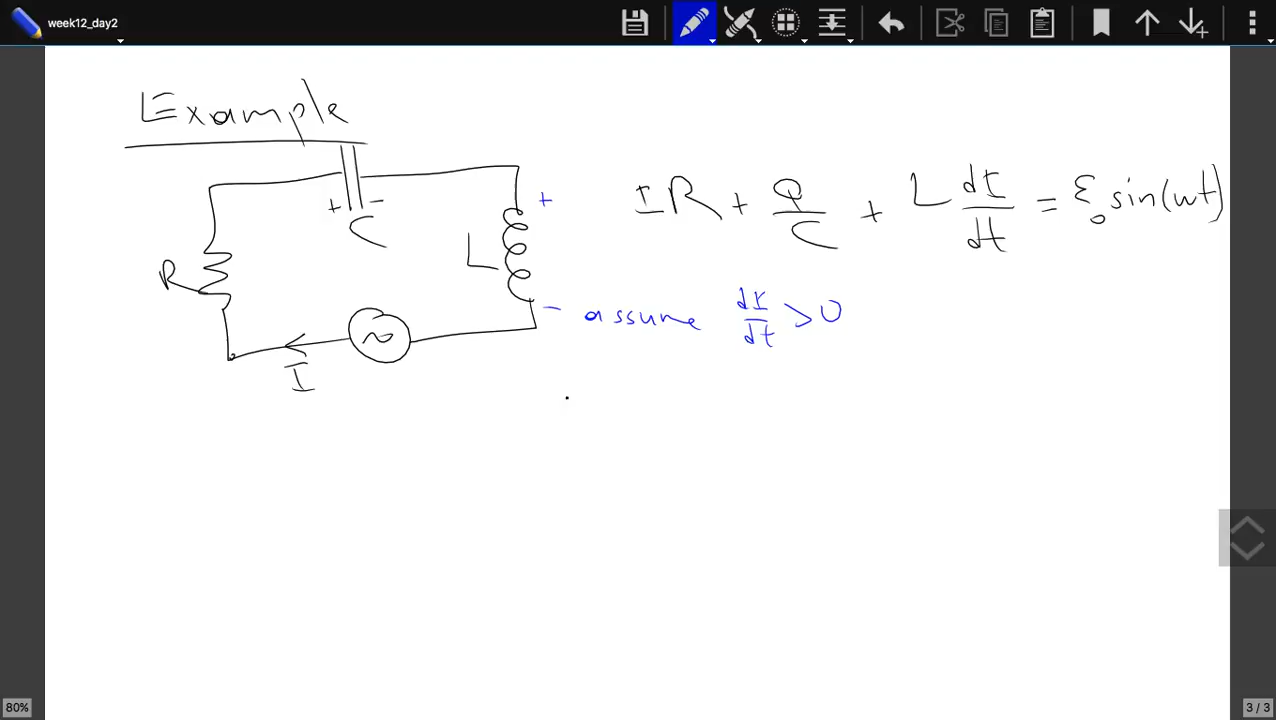 week12_day2
Example
+ -
C
R
L
I
+
-
IR + Q/C + L dI/dt = ε₀ sin(ωt)
assume dI/dt > 0
80%
3 / 3